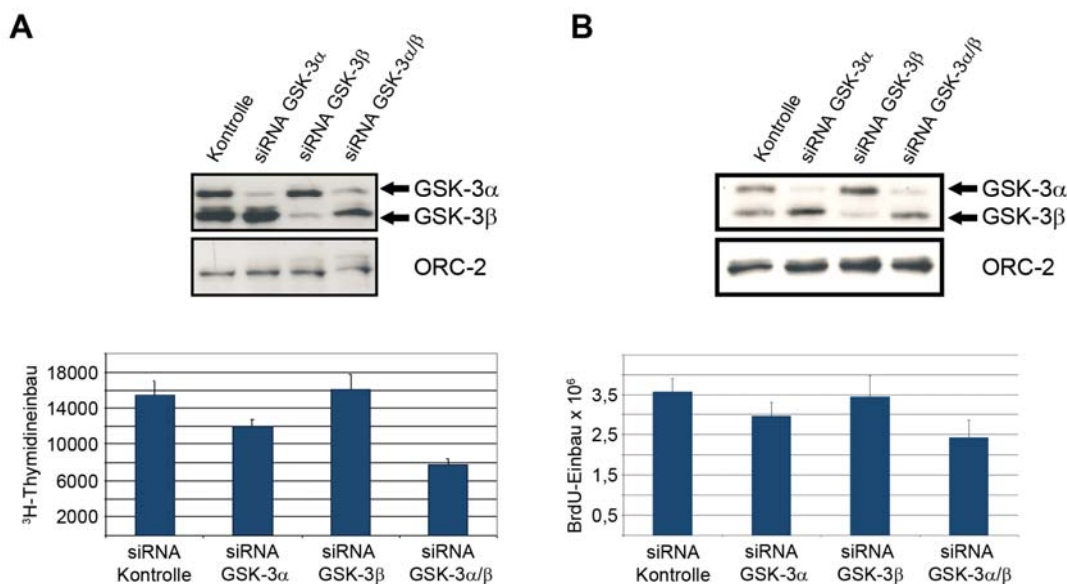 A
Kontrolle
siRNA GSK-3α
siRNA GSK-3β
siRNA GSK-3α/β
GSK-3α
GSK-3β
ORC-2
³H-Thymidineinbau
18000
14000
10000
6000
2000
siRNA Kontrolle
siRNA GSK-3α
siRNA GSK-3β
siRNA GSK-3α/β
B
Kontrolle
siRNA GSK-3α
siRNA GSK-3β
siRNA GSK-3α/β
GSK-3α
GSK-3β
ORC-2
BrdU-Einbau x 10⁶
3,5
2,5
1,5
0,5
siRNA Kontrolle
siRNA GSK-3α
siRNA GSK-3β
siRNA GSK-3α/β